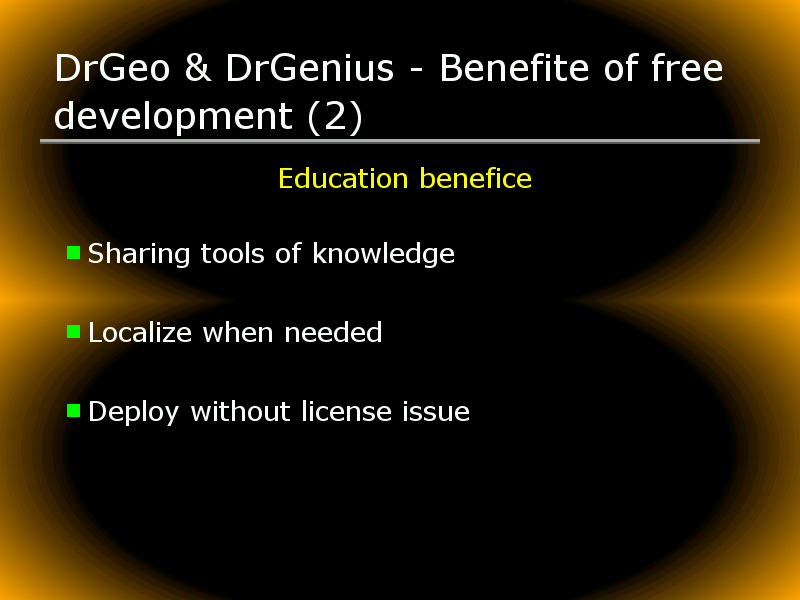 DrGeo & DrGenius - Benefite of free
development (2)
Education benefice
Sharing tools of knowledge
Localize when needed
Deploy without license issue